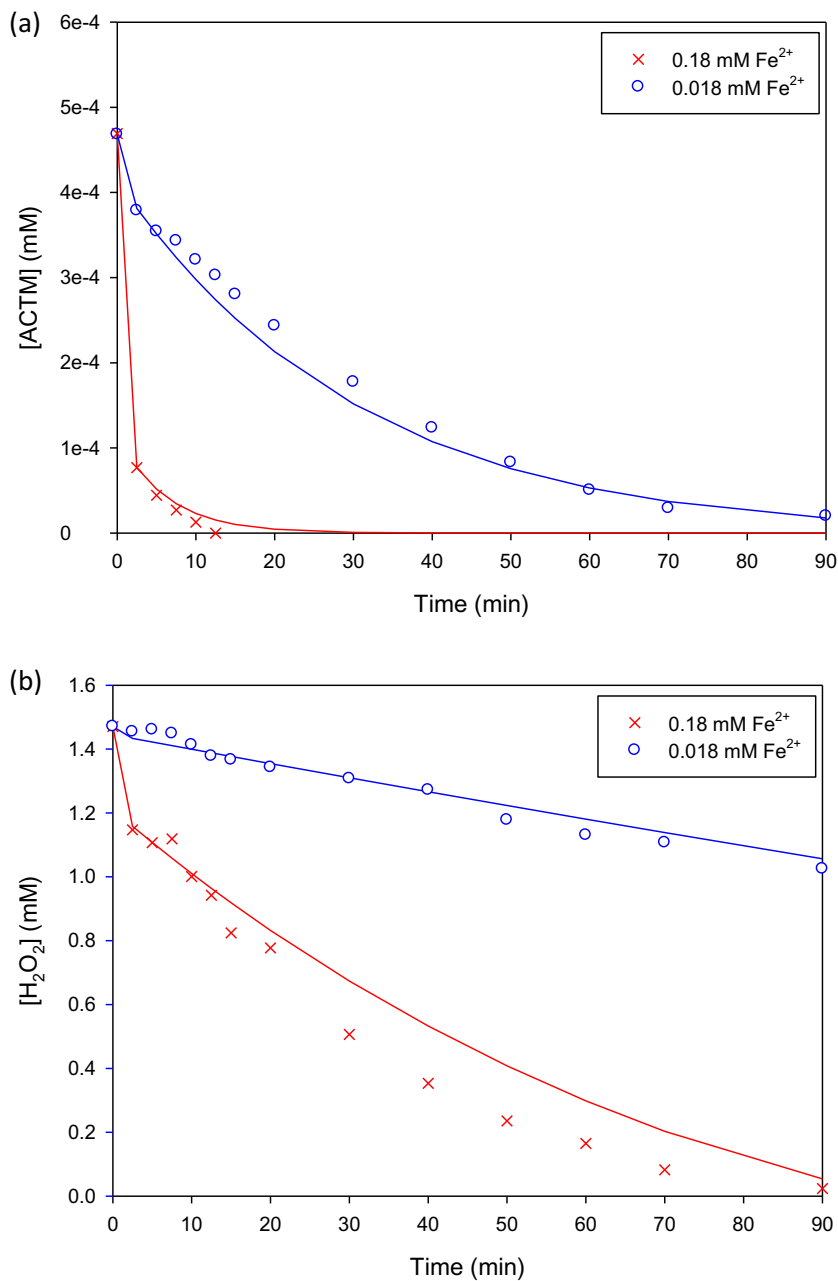 (a)
6e-4
5e-4
4e-4
3e-4
2e-4
1e-4
0
[ACTM] (mM)
0.18 mM Fe²⁺
0.018 mM Fe²⁺
0 10 20 30 40 50 60 70 80 90
Time (min)
(b)
1.6
1.4
1.2
1.0
0.8
0.6
0.4
0.2
0.0
[H₂O₂] (mM)
0.18 mM Fe²⁺
0.018 mM Fe²⁺
0 10 20 30 40 50 60 70 80 90
Time (min)